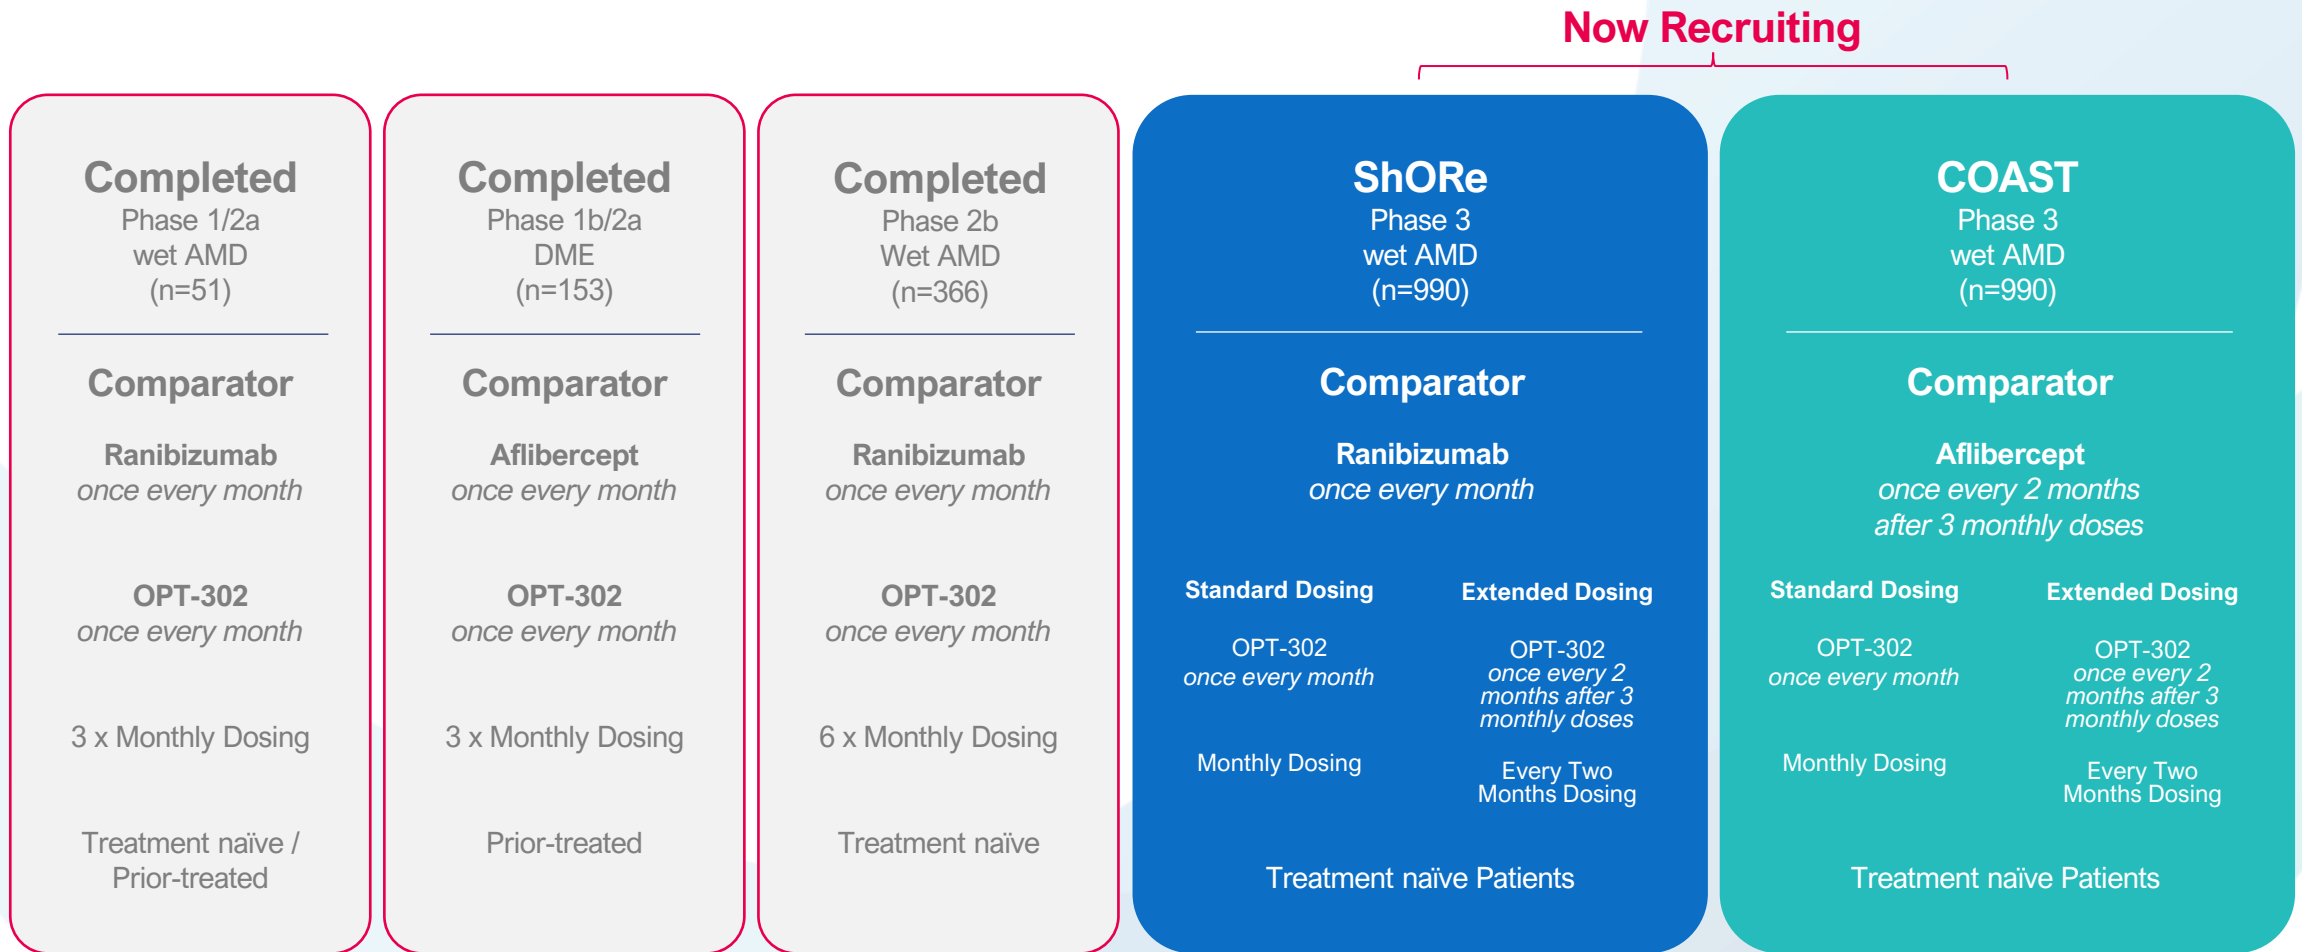 Now Recruiting
Completed
Phase 1/2a
wet AMD
(n=51)
Comparator
Ranibizumab
once every month
OPT-302
once every month
3 x Monthly Dosing
Treatment naïve /
Prior-treated
Completed
Phase 1b/2a
DME
(n=153)
Comparator
Aflibercept
once every month
OPT-302
once every month
3 x Monthly Dosing
Prior-treated
Completed
Phase 2b
Wet AMD
(n=366)
Comparator
Ranibizumab
once every month
OPT-302
once every month
6 x Monthly Dosing
Treatment naïve
ShORe
Phase 3
wet AMD
(n=990)
Comparator
Ranibizumab
once every month
Standard Dosing
OPT-302
once every month
Monthly Dosing
Extended Dosing
OPT-302
once every 2
months after 3
monthly doses
Every Two
Months Dosing
Treatment naïve Patients
COAST
Phase 3
wet AMD
(n=990)
Comparator
Aflibercept
once every 2 months
after 3 monthly doses
Standard Dosing
OPT-302
once every month
Monthly Dosing
Extended Dosing
OPT-302
once every 2
months after 3
monthly doses
Every Two
Months Dosing
Treatment naïve Patients